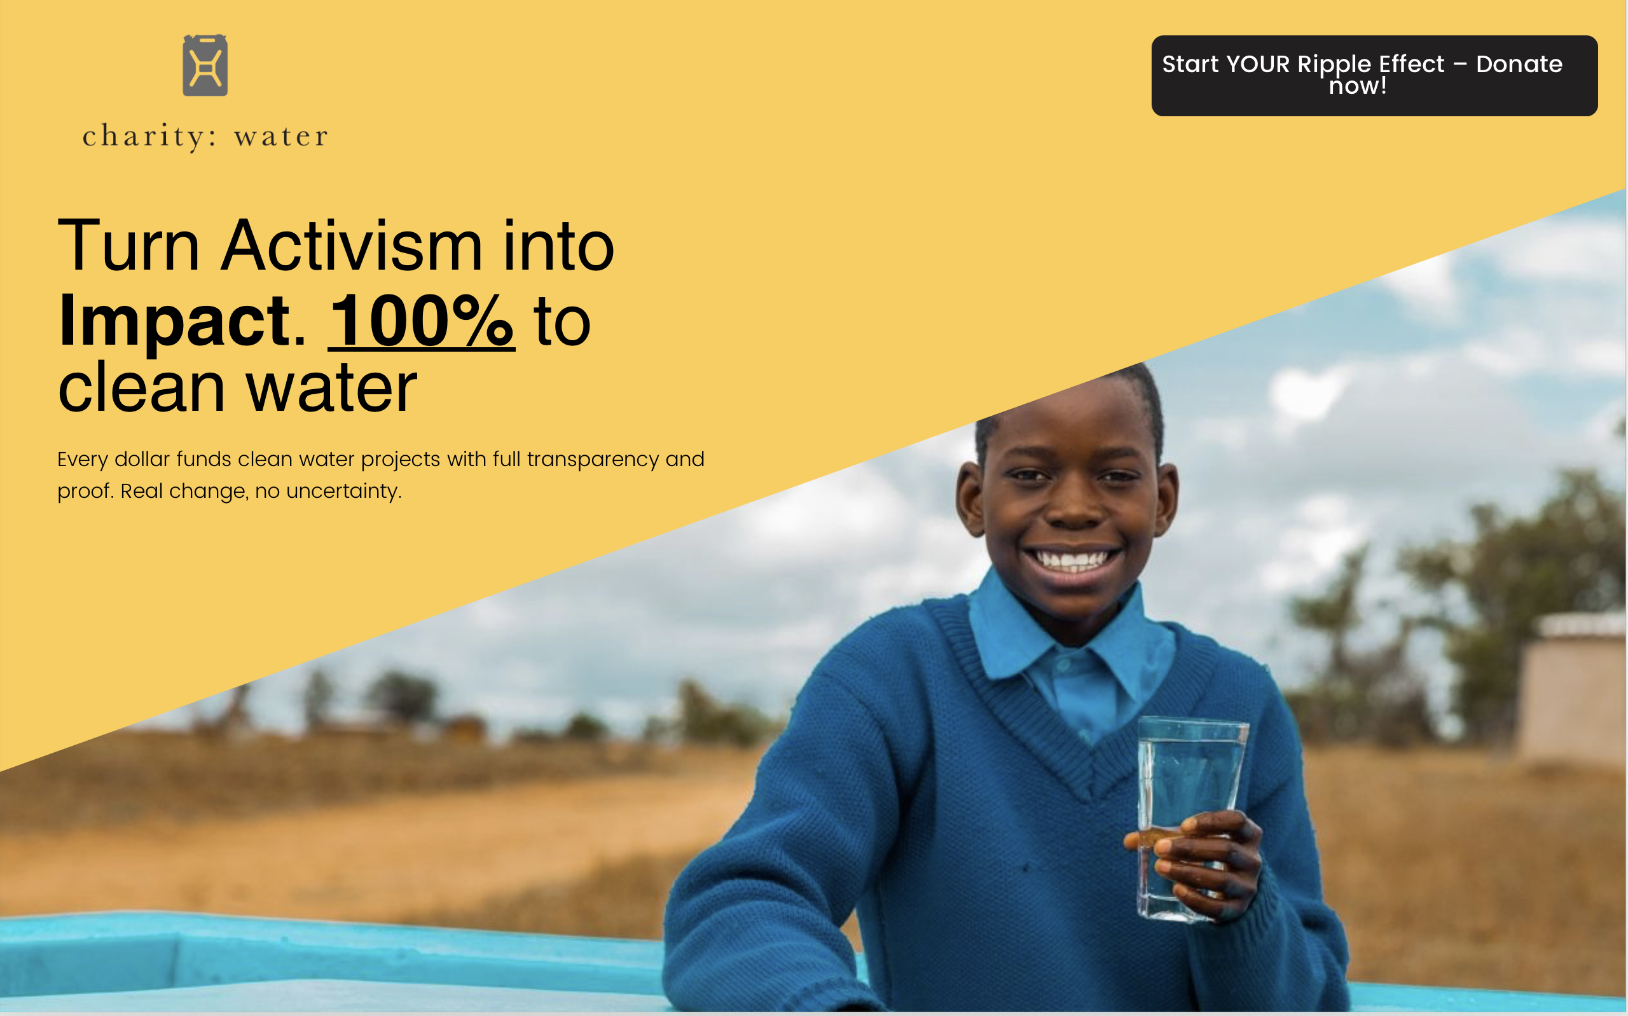 charity: water
Start YOUR Ripple Effect – Donate
now!
Turn Activism into
Impact. 100% to
clean water
Every dollar funds clean water projects with full transparency and
proof. Real change, no uncertainty.